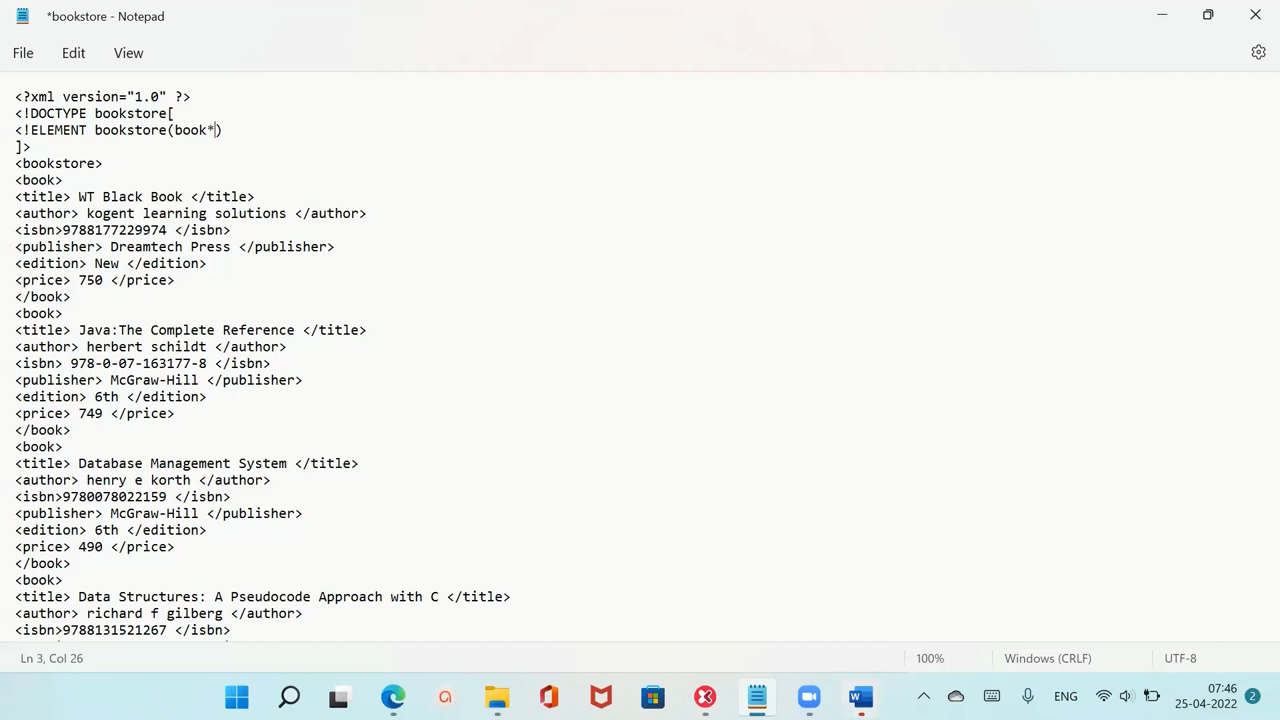 *bookstore - Notepad
File Edit View
<?xml version="1.0" ?>
<!DOCTYPE bookstore[
<!ELEMENT bookstore(book*)
]>
<bookstore>
<book>
<title> WT Black Book </title>
<author> kogent learning solutions </author>
<isbn>9788177229974 </isbn>
<publisher> Dreamtech Press </publisher>
<edition> New </edition>
<price> 750 </price>
</book>
<book>
<title> Java:The Complete Reference </title>
<author> herbert schildt </author>
<isbn> 978-0-07-163177-8 </isbn>
<publisher> McGraw-Hill </publisher>
<edition> 6th </edition>
<price> 749 </price>
</book>
<book>
<title> Database Management System </title>
<author> henry e korth </author>
<isbn>9780078022159 </isbn>
<publisher> McGraw-Hill </publisher>
<edition> 6th </edition>
<price> 490 </price>
</book>
<book>
<title> Data Structures: A Pseudocode Approach with C </title>
<author> richard f gilberg </author>
<isbn>9788131521267 </isbn>
Ln 3, Col 26 100% Windows (CRLF) UTF-8
ENG 07:46 2
25-04-2022